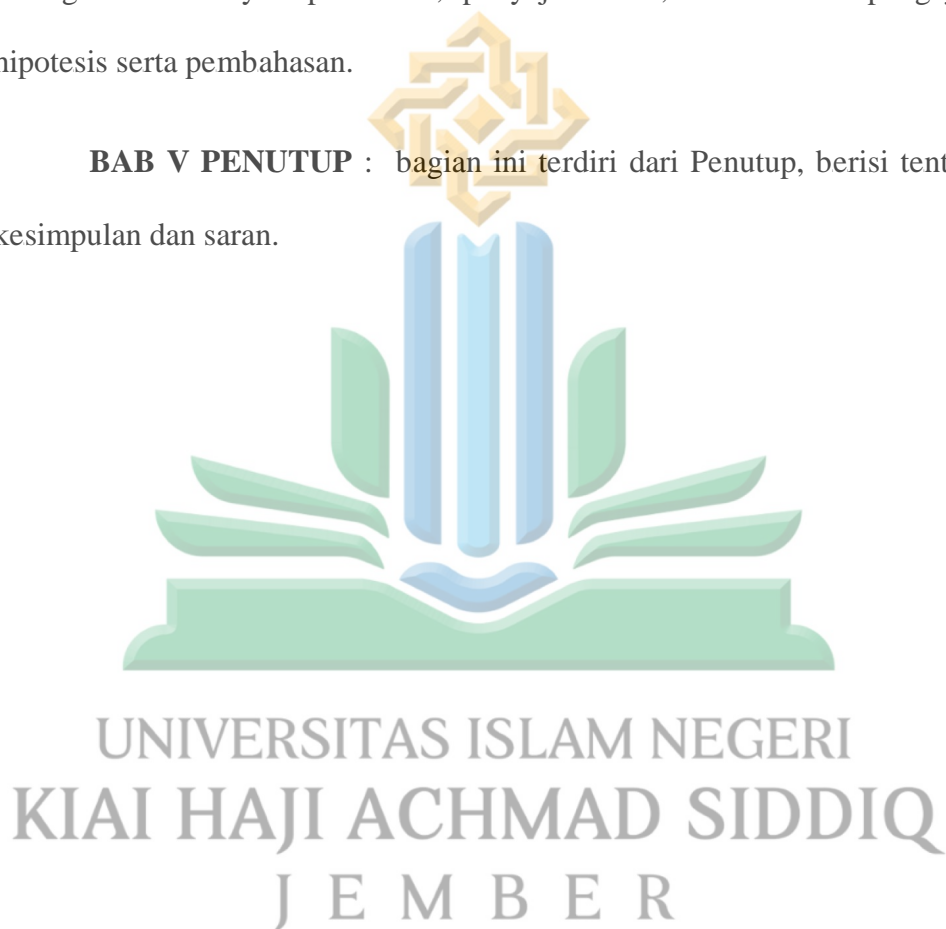 hipotesis serta pembahasan.
BAB V PENUTUP : bagian ini terdiri dari Penutup, berisi
kesimpulan dan saran.
UNIVERSITAS ISLAM NEGERI
KIAI HAJI ACHMAD SIDDIQ
JEMBER